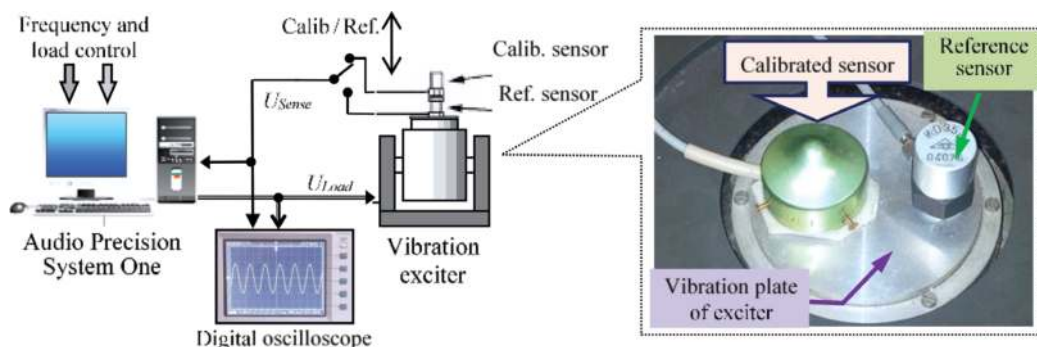 Frequency and
load control
Calib / Ref.
Calib. sensor
Ref. sensor
U_Sense
U_Load
Audio Precision
System One
Vibration
exciter
Digital oscilloscope
Calibrated sensor
Reference
sensor
Vibration plate
of exciter